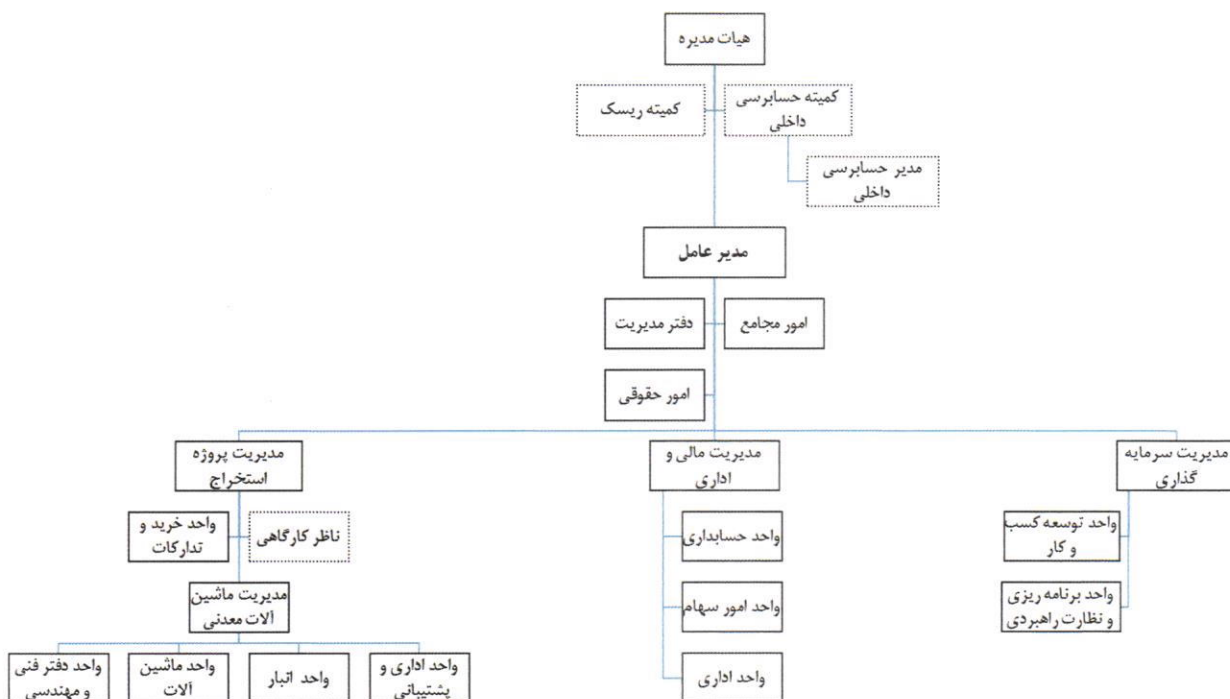 هیات مدیره
کمیته حسابرسی
داخلی
کمیته ریسک
مدیر حسابرسی
داخلی
مدیر عامل
امور مجامع
دفتر مدیریت
امور حقوقی
مدیریت سرمایه
گذاری
مدیریت مالی و
اداری
مدیریت پروژه
استخراج
واحد توسعه کسب
و کار
واحد برنامه ریزی
و نظارت راهبردی
واحد حسابداری
واحد امور سهام
واحد اداری
ناظر کارگاهی
واحد خرید و
تدارکات
مدیریت ماشین
آلات معدنی
واحد اداری و
پشتیبانی
واحد انبار
واحد ماشین
آلات
واحد دفتر فنی
و مهندسی